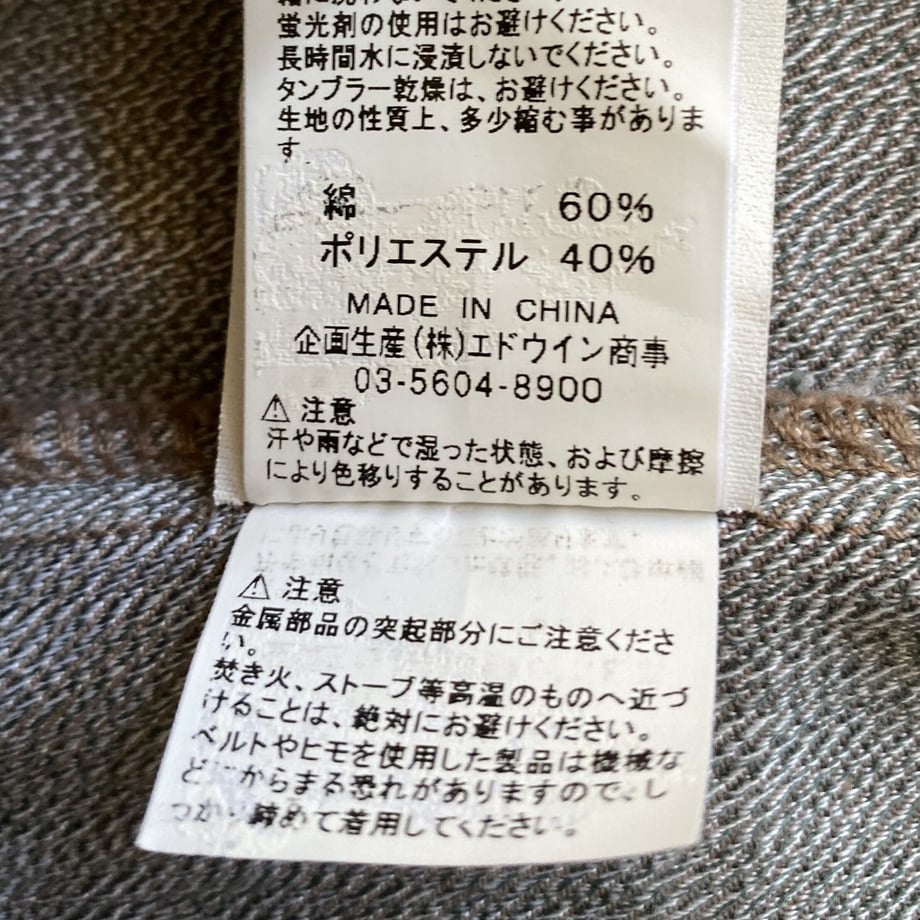 蛍光剤の使用はお避けください。
長時間水に浸漬しないでください。
タンブラー乾燥は、お避けください。
生地の性質上、多少縮む事がありま
す。
綿 60%
ポリエステル 40%
MADE IN CHINA
企画生産(株)エドウイン商事
03-5604-8900
⚠ 注意
汗や雨などで湿った状態、および摩擦
により色移りすることがあります。
⚠ 注意
金属部品の突起部分にご注意くださ
い。
焚き火、ストーブ等高温のものへ近づ
けることは、絶対にお避けください。
ベルトやヒモを使用した製品は機械な
どにからまる恐れがありますので、し
っかり締めて着用してください。